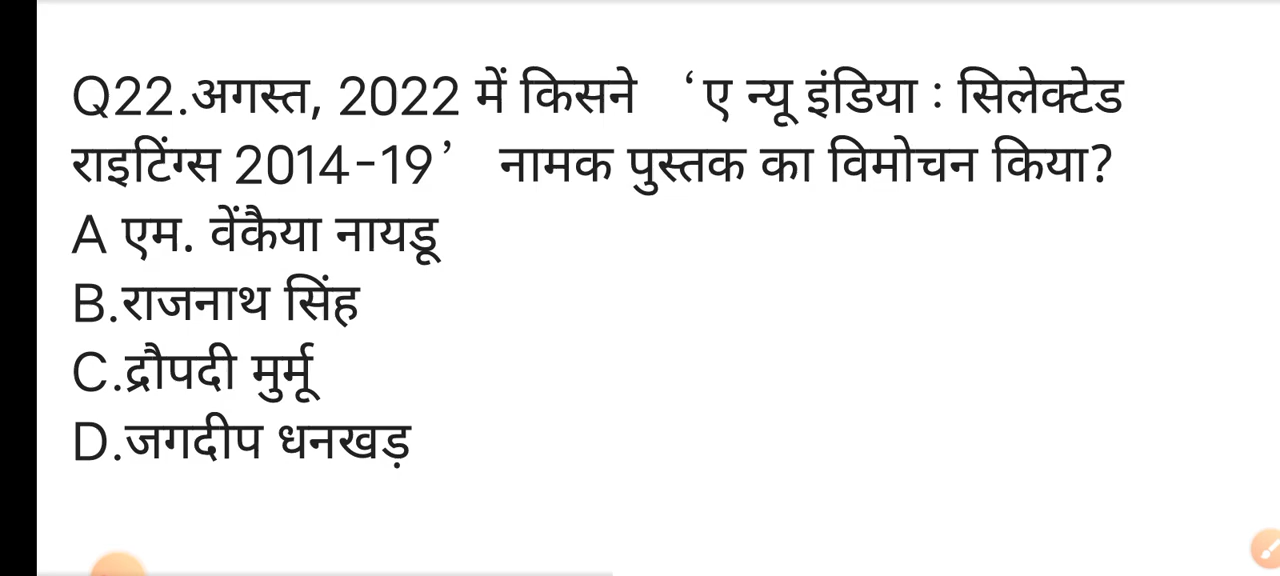 Q22.अगस्त, 2022 में किसने ‘ए न्यू इंडिया : सिलेक्टेड
राइटिंग्स 2014-19’ नामक पुस्तक का विमोचन किया?
A एम. वेंकैया नायडू
B.राजनाथ सिंह
C.द्रौपदी मुर्मू
D.जगदीप धनखड़